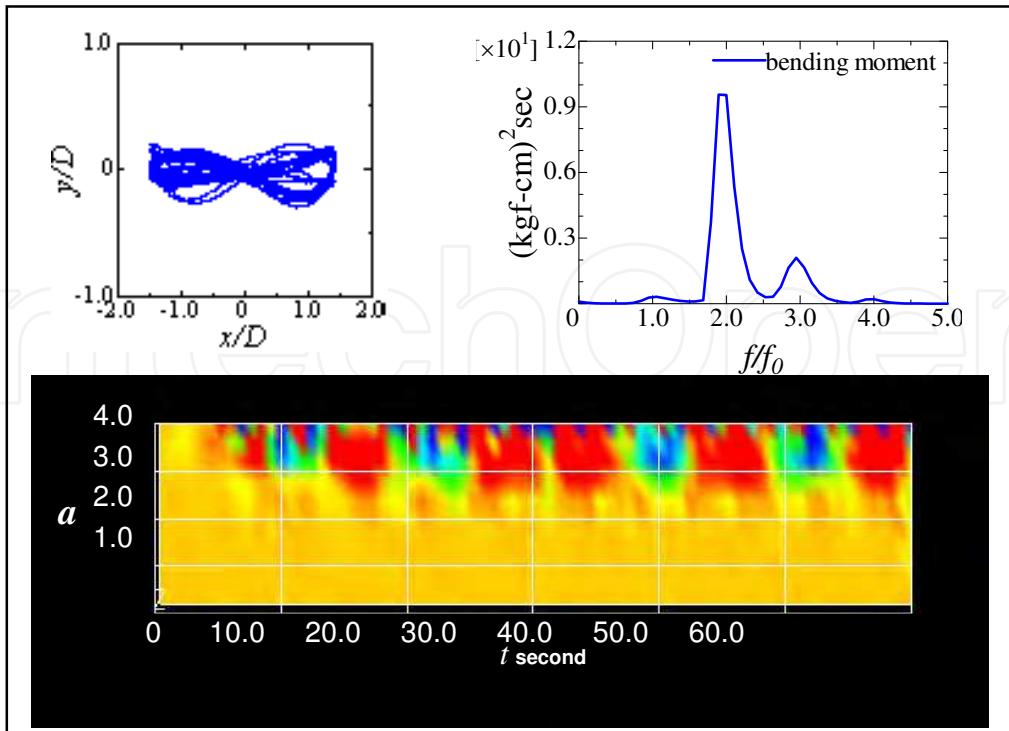 1.0
0
-1.0
y/D
-2.0 -1.0 0 1.0 2.0
x/D
[×10¹]
1.2
0.9
0.6
0.3
(kgf-cm)² sec
bending moment
0 1.0 2.0 3.0 4.0 5.0
f/f₀
4.0
3.0
2.0
1.0
a
0 10.0 20.0 30.0 40.0 50.0 60.0
t second